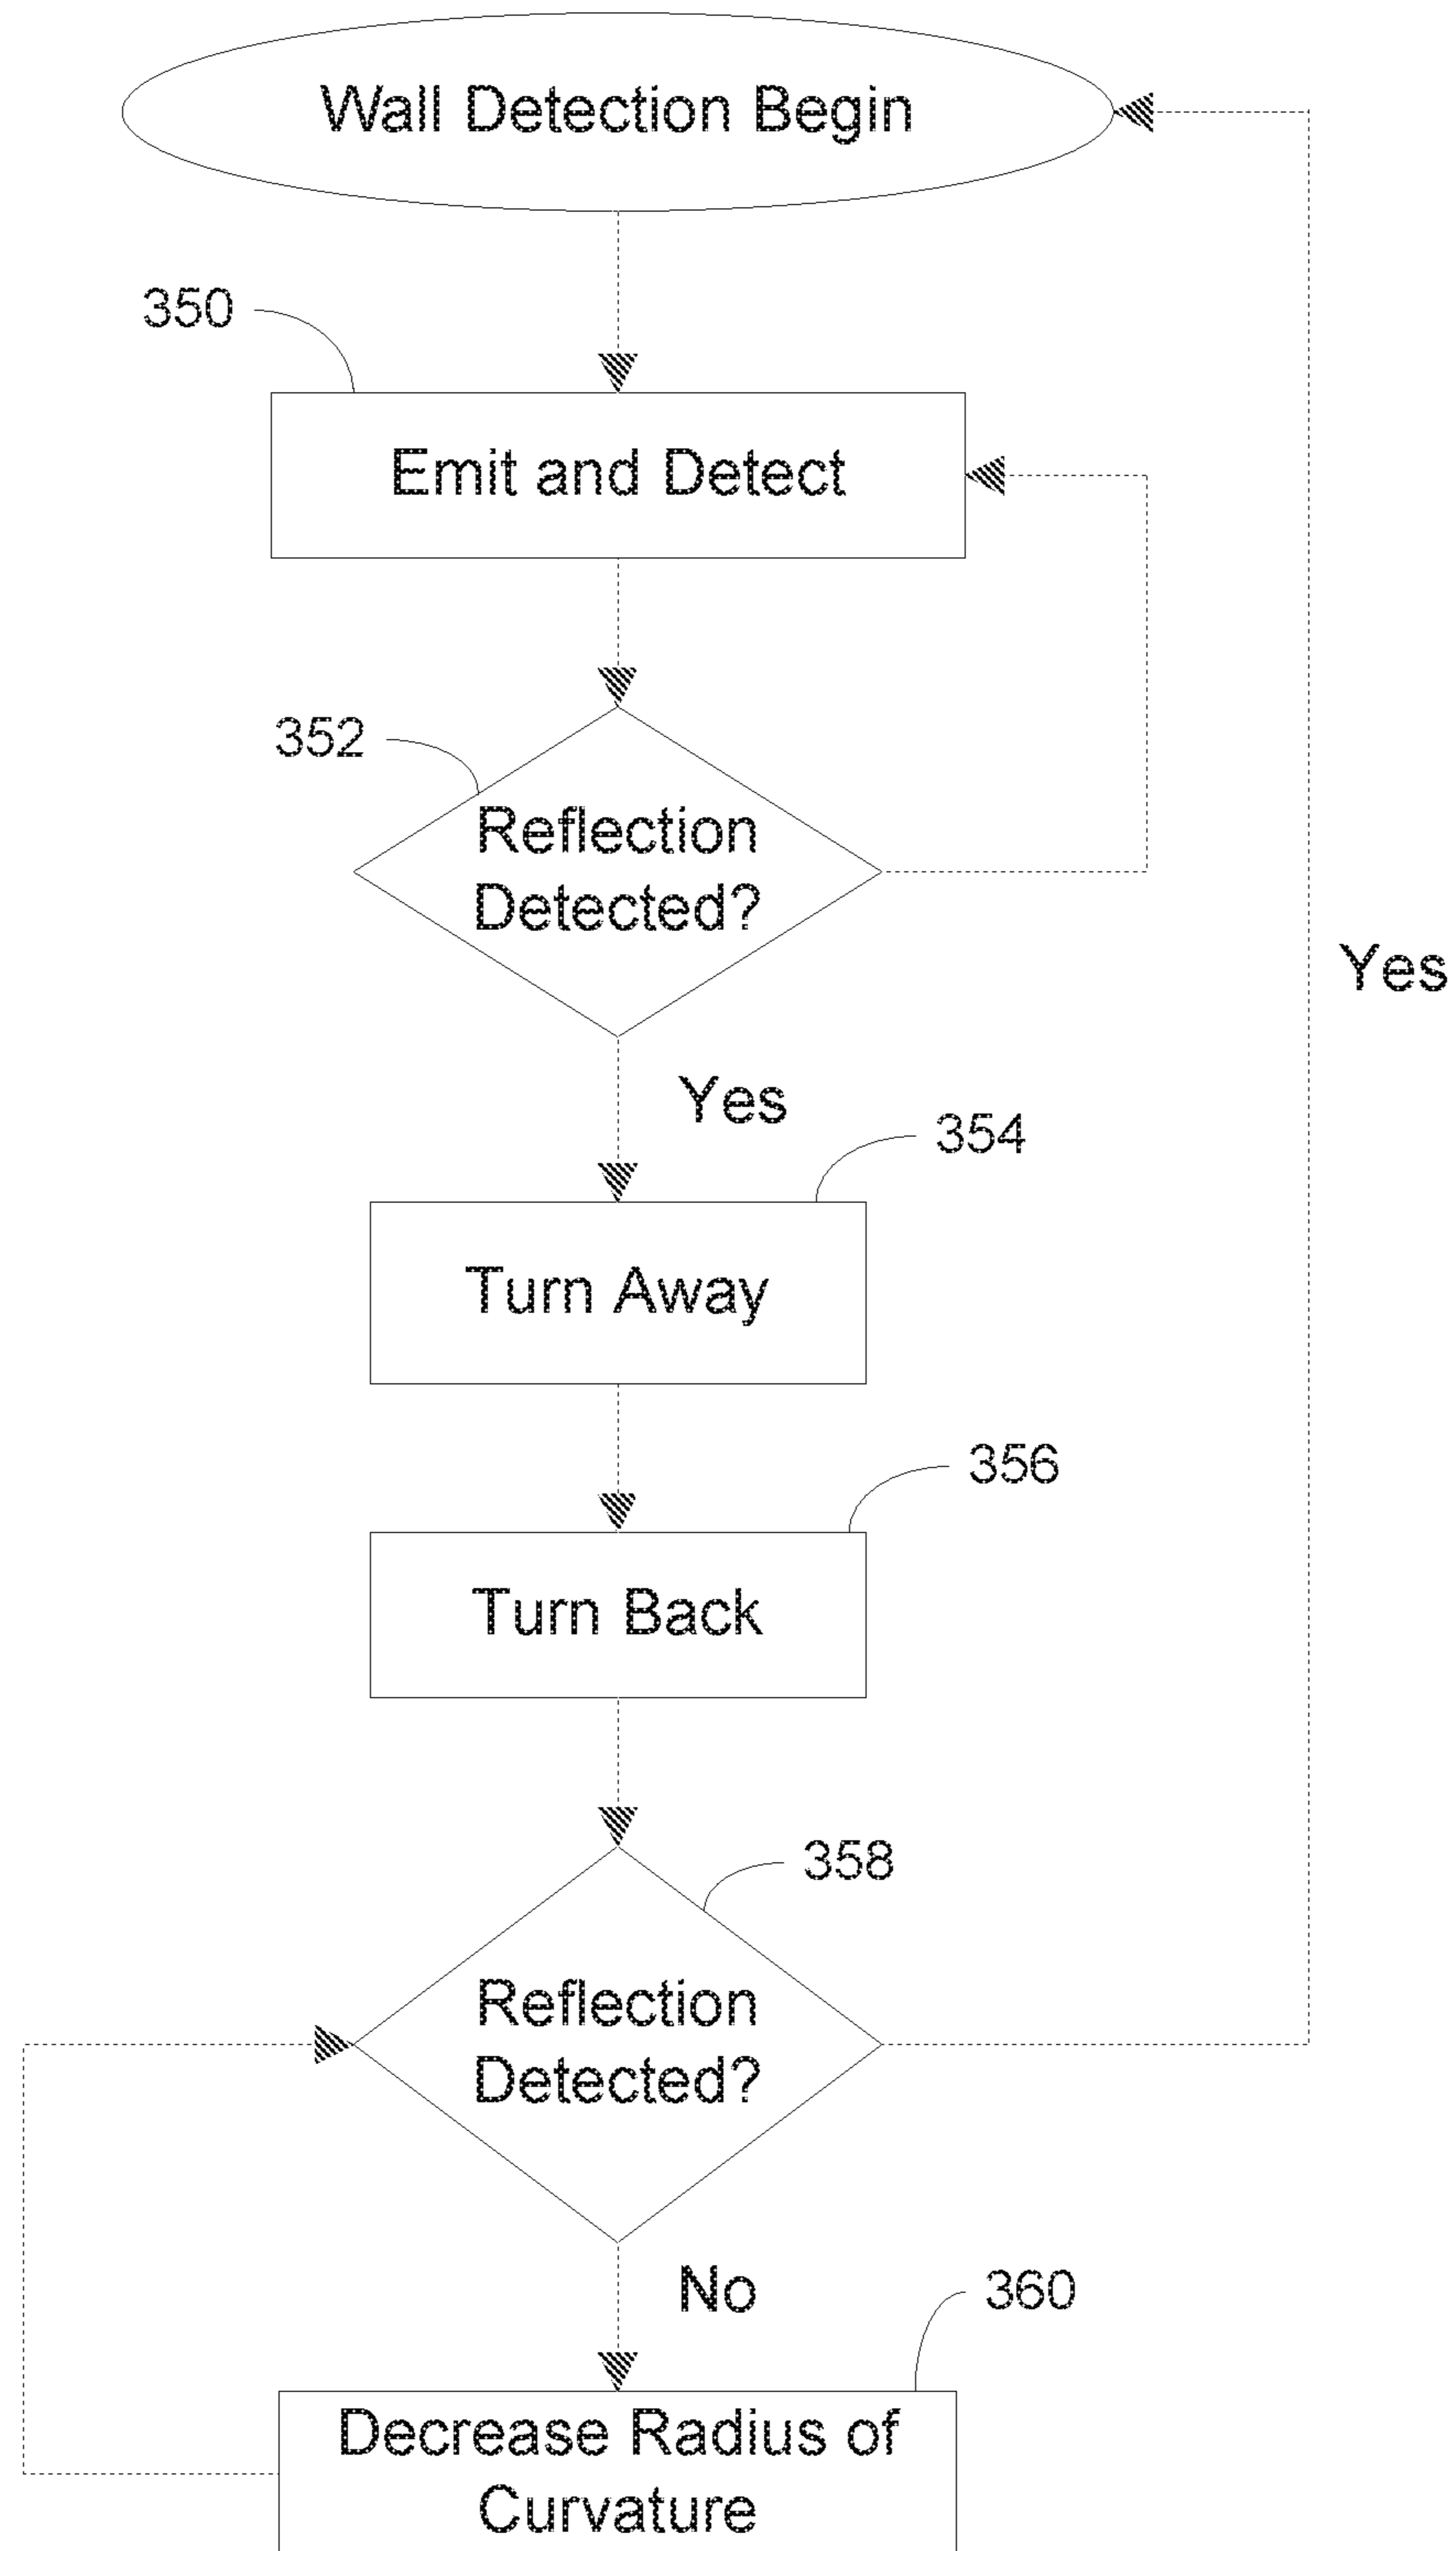 Wall Detection Begin
350
Emit and Detect
352
Reflection
Detected?
Yes
Yes
354
Turn Away
356
Turn Back
358
Reflection
Detected?
No
360
Decrease Radius of
Curvature